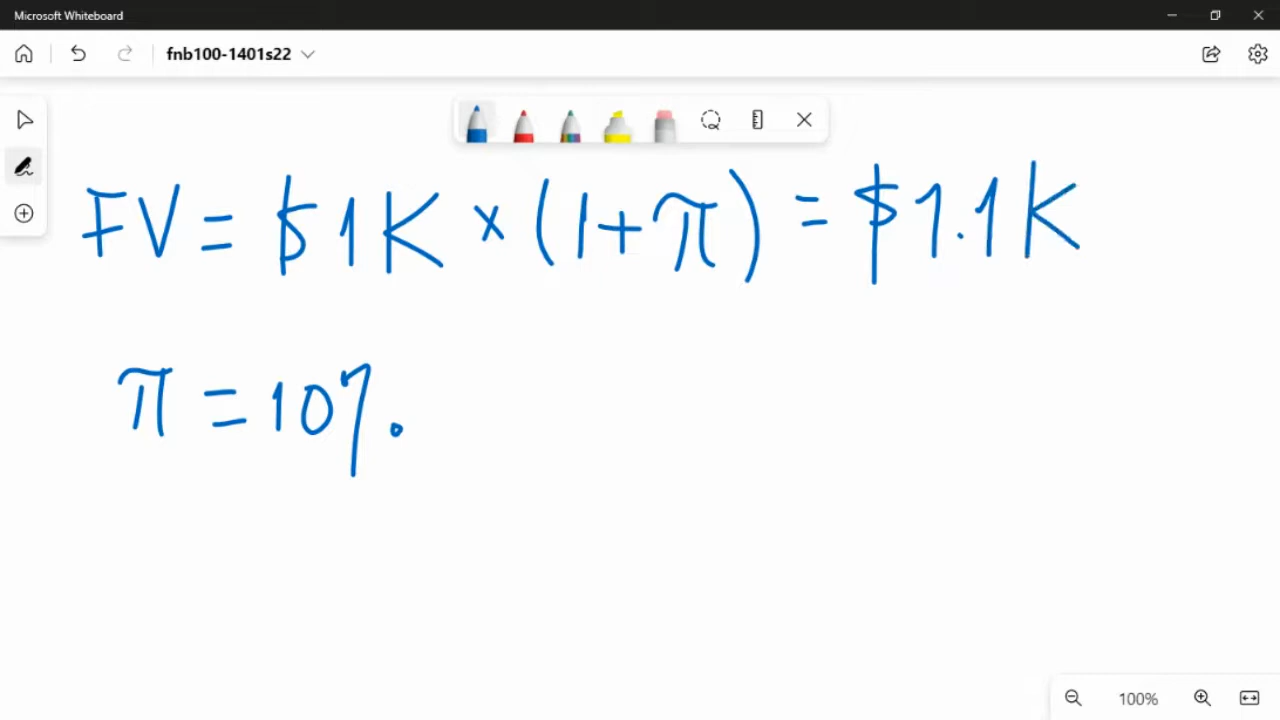 Microsoft Whiteboard
fnb100-1401s22
FV = $1K × (1+π) = $1.1K
π = 10%
100%